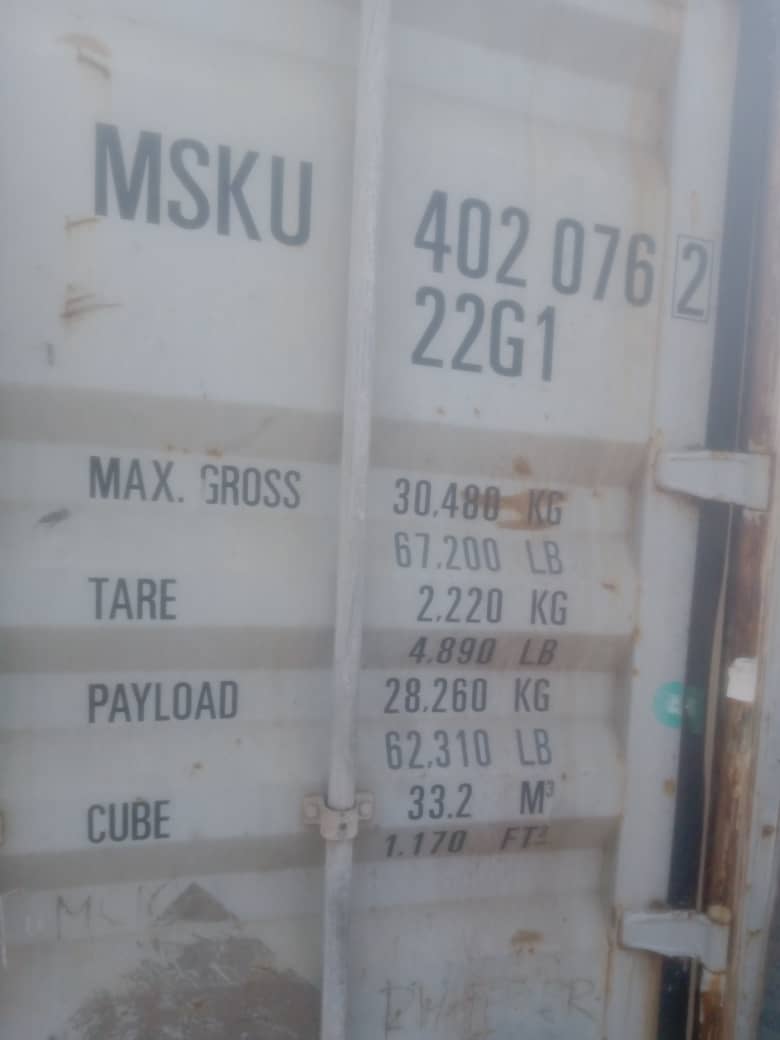 MSKU 402 076 2
22G1
MAX. GROSS 30.480 KG
67.200 LB
TARE 2.220 KG
4.890 LB
PAYLOAD 28.260 KG
62.310 LB
CUBE 33.2 M³
1.170 FT³